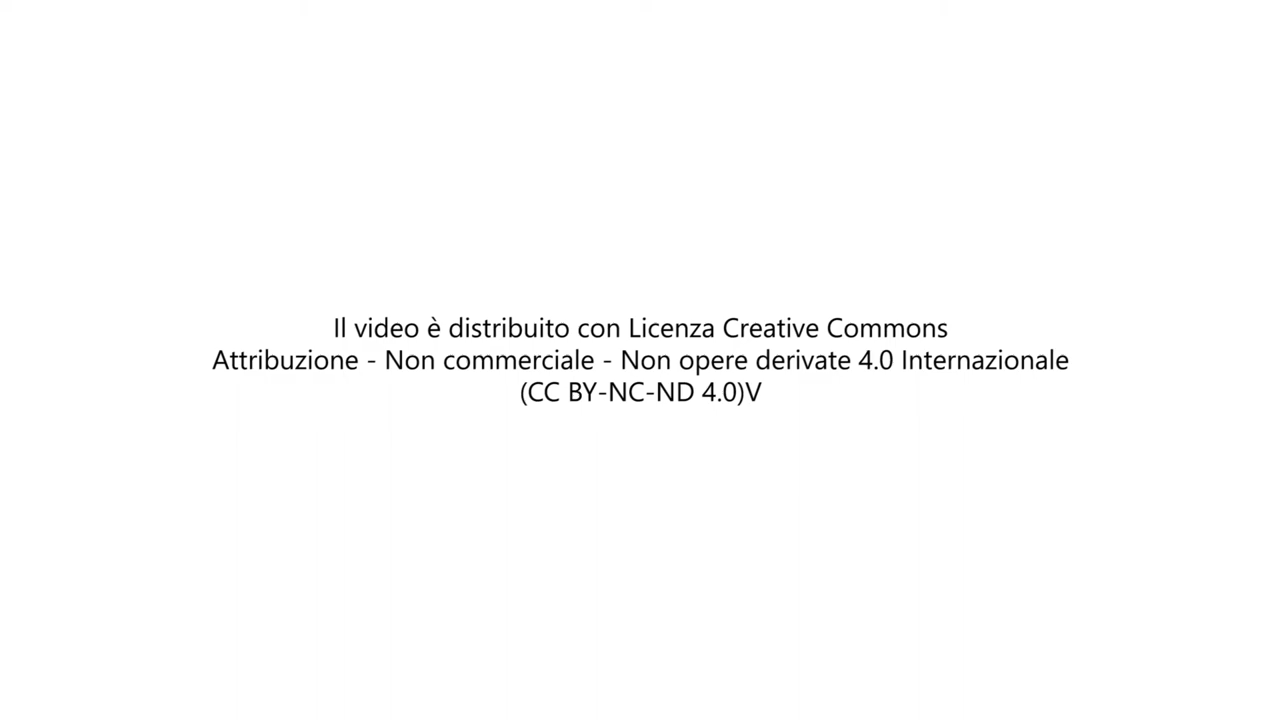 Il video è distribuito con Licenza Creative Commons
Attribuzione - Non commerciale - Non opere derivate 4.0 Internazionale
(CC BY-NC-ND 4.0)V